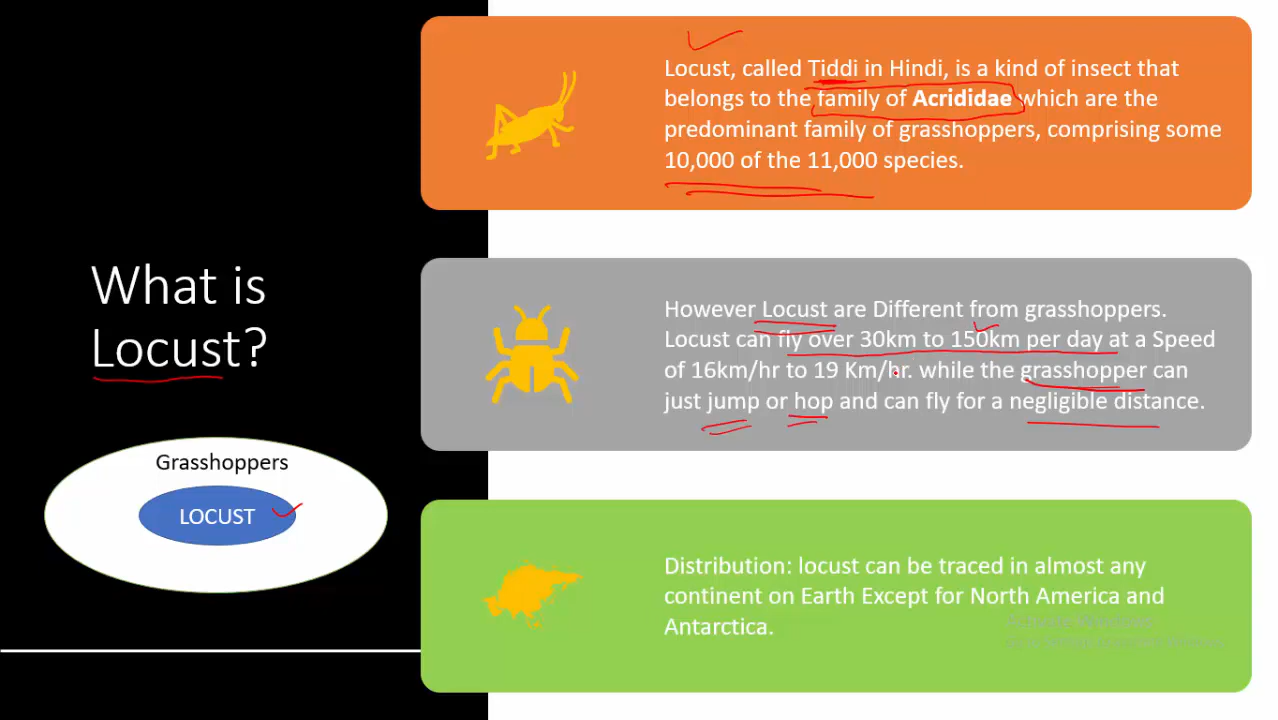 What is
Locust?
Grasshoppers
LOCUST
Locust, called Tiddi in Hindi, is a kind of insect that
belongs to the family of Acrididae which are the
predominant family of grasshoppers, comprising some
10,000 of the 11,000 species.
However Locust are Different from grasshoppers.
Locust can fly over 30km to 150km per day at a Speed
of 16km/hr to 19 Km/hr. while the grasshopper can
just jump or hop and can fly for a negligible distance.
Distribution: locust can be traced in almost any
continent on Earth Except for North America and
Antarctica.